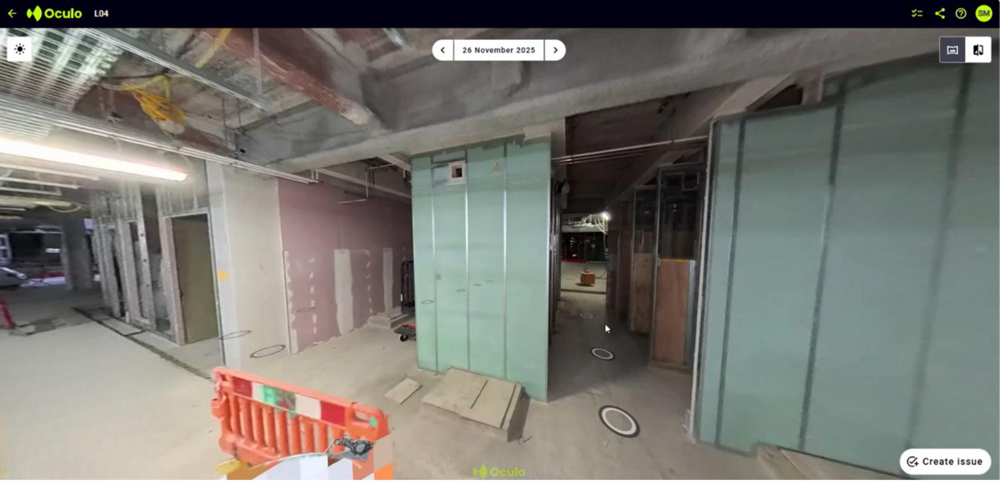 Oculo
L04
SM
26 November 2025
Create issue
Oculo